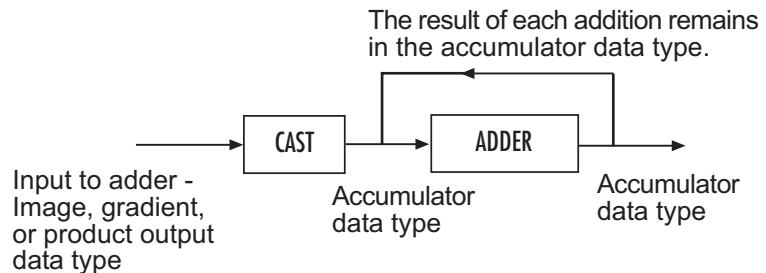 The result of each addition remains
in the accumulator data type.
CAST
ADDER
Input to adder -
Image, gradient,
or product output
data type
Accumulator
data type
Accumulator
data type